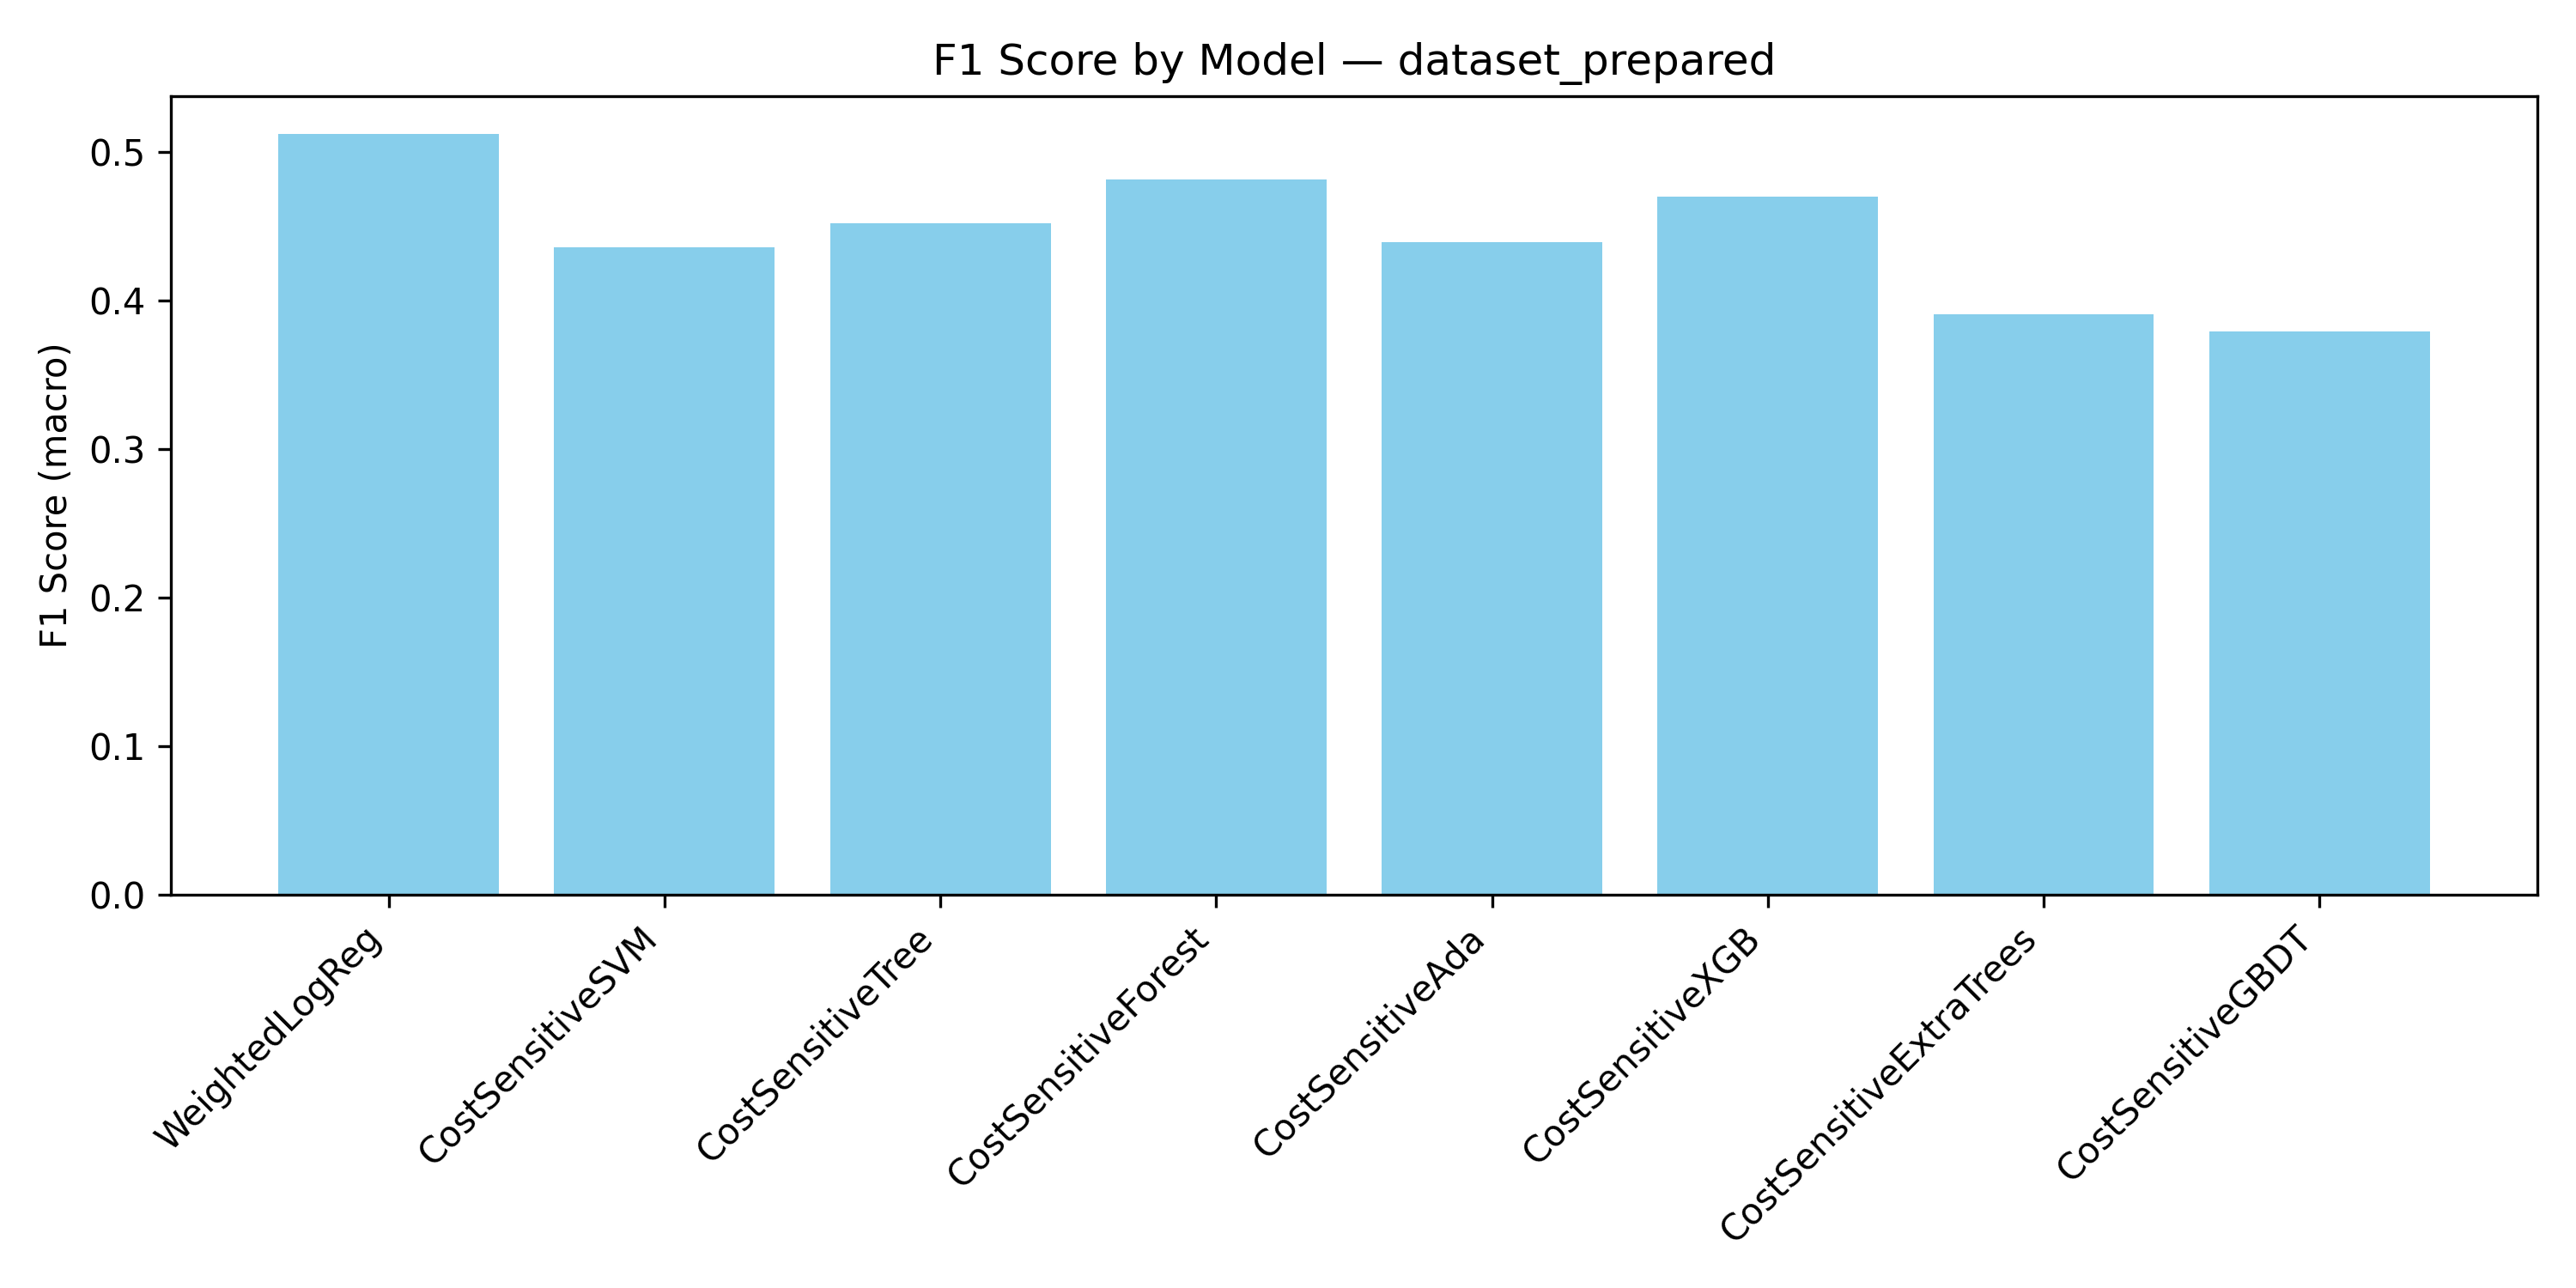 F1 Score by Model — dataset_prepared
F1 Score (macro)
0.5
0.4
0.3
0.2
0.1
0.0
WeightedLogReg
CostSensitiveSVM
CostSensitiveTree
CostSensitiveForest
CostSensitiveAda
CostSensitiveXGB
CostSensitiveExtraTrees
CostSensitiveGBDT